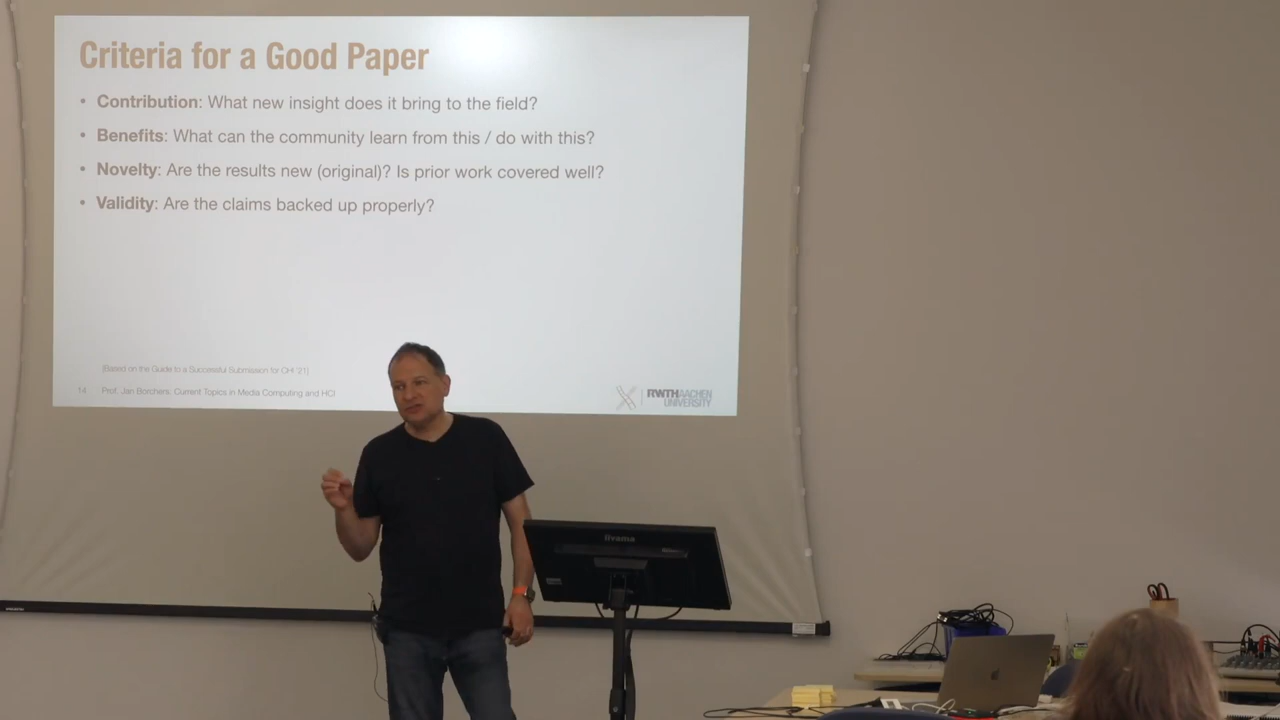 Criteria for a Good Paper
• Contribution: What new insight does it bring to the field?
• Benefits: What can the community learn from this / do with this?
• Novelty: Are the results new (original)? Is prior work covered well?
• Validity: Are the claims backed up properly?
[Based on the Guide to a Successful Submission for CHI '21]
14 Prof. Jan Borchers: Current Topics in Media Computing and HCI
RWTHAACHEN
UNIVERSITY
iiyama